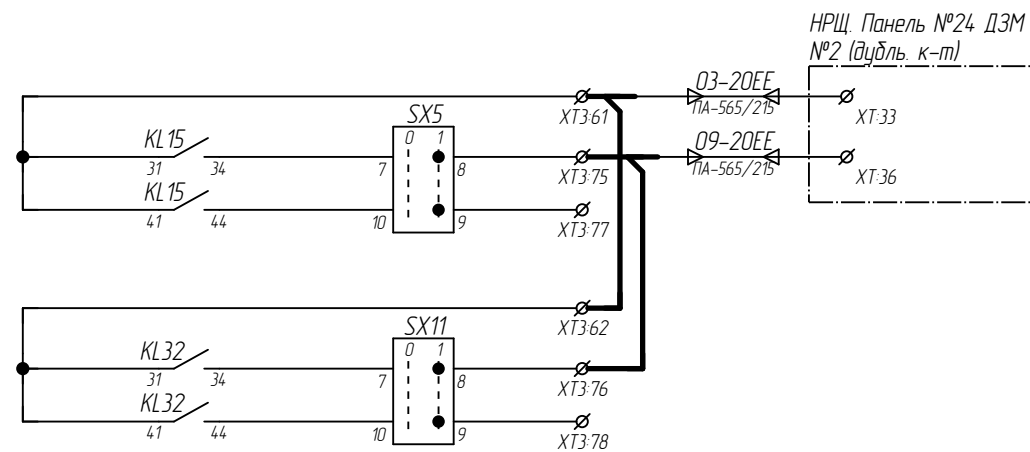 НРЩ. Панель №24 ДЗМ
№2 (дубль. к-т)
03-20ЕЕ
ПА-565/215
XT3:61
XT:33
SX5
0 1
KL15
31 34
7 8
09-20ЕЕ
ПА-565/215
XT3:75
XT:36
KL15
41 44
10 9
XT3:77
XT3:62
SX11
0 1
KL32
31 34
7 8
XT3:76
KL32
41 44
10 9
XT3:78